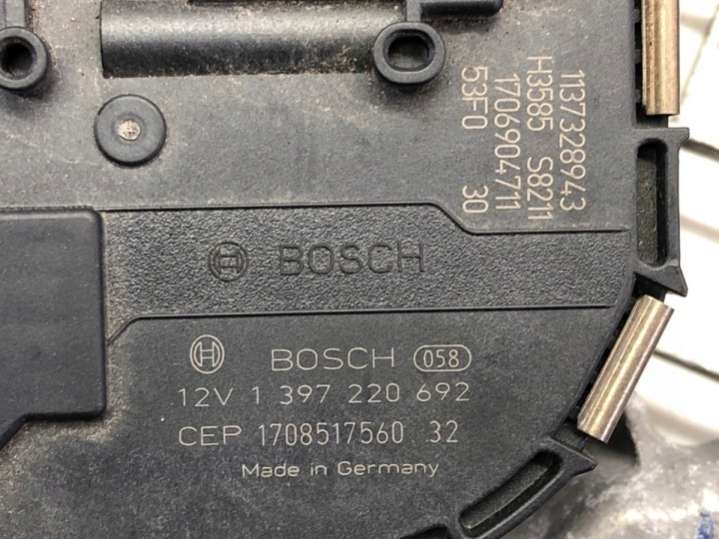 1137328943
H3585 S8211
1706904711
53F0 30
BOSCH
BOSCH 058
12V 1 397 220 692
CEP 1708517560 32
Made in Germany